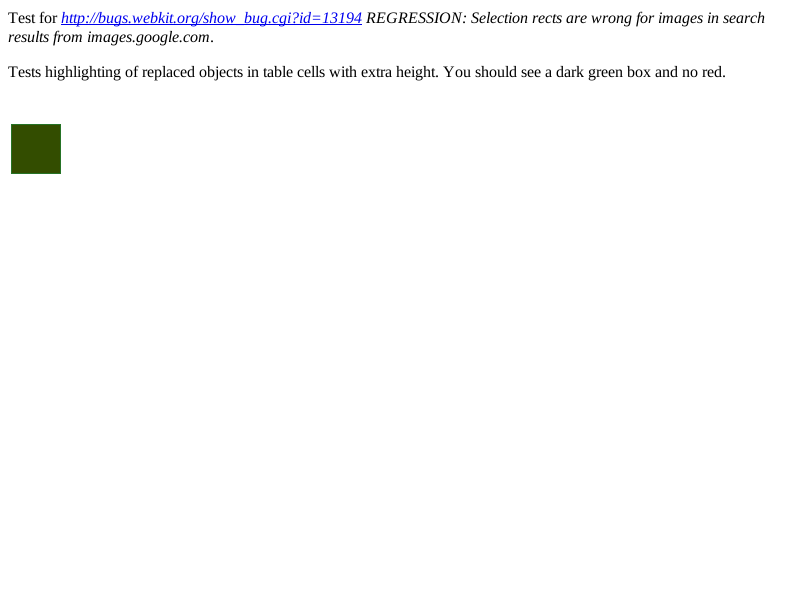 Test for http://bugs.webkit.org/show_bug.cgi?id=13194 REGRESSION: Selection rects are wrong for images in search
results from images.google.com.
Tests highlighting of replaced objects in table cells with extra height. You should see a dark green box and no red.